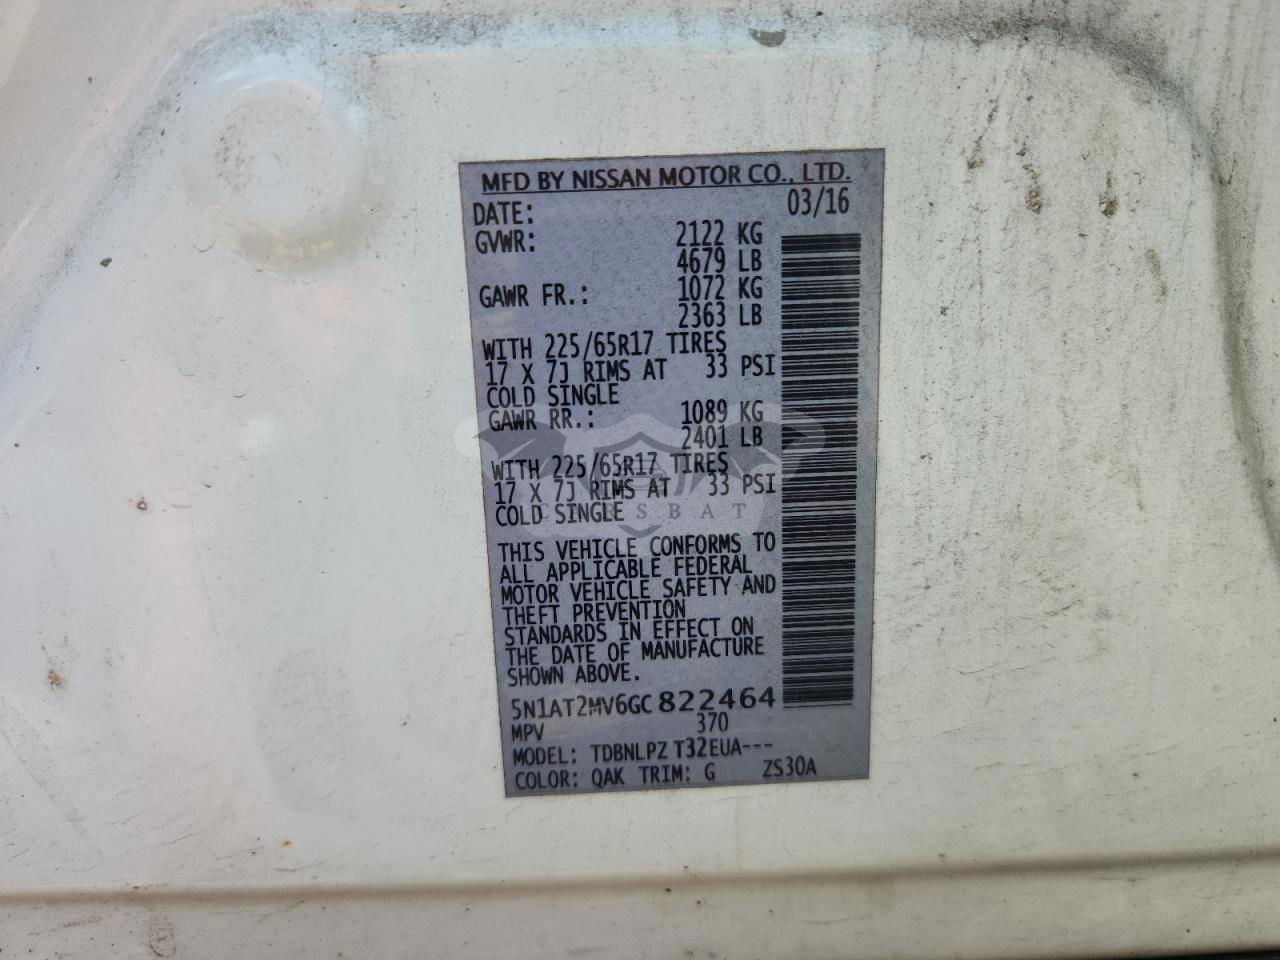 MFD BY NISSAN MOTOR CO., LTD.
DATE: 03/16
GVWR: 2122 KG
4679 LB
GAWR FR.: 1072 KG
2363 LB
WITH 225/65R17 TIRES
17 X 7J RIMS AT 33 PSI
COLD SINGLE
GAWR RR.: 1089 KG
2401 LB
WITH 225/65R17 TIRES
17 X 7J RIMS AT 33 PSI
COLD SINGLE
CARSBAT
THIS VEHICLE CONFORMS TO
ALL APPLICABLE FEDERAL
MOTOR VEHICLE SAFETY AND
THEFT PREVENTION
STANDARDS IN EFFECT ON
THE DATE OF MANUFACTURE
SHOWN ABOVE.
5N1AT2MV6GC822464
MPV 370
MODEL: TDBNLPZ T32EUA---
COLOR: QAK TRIM: G ZS30A